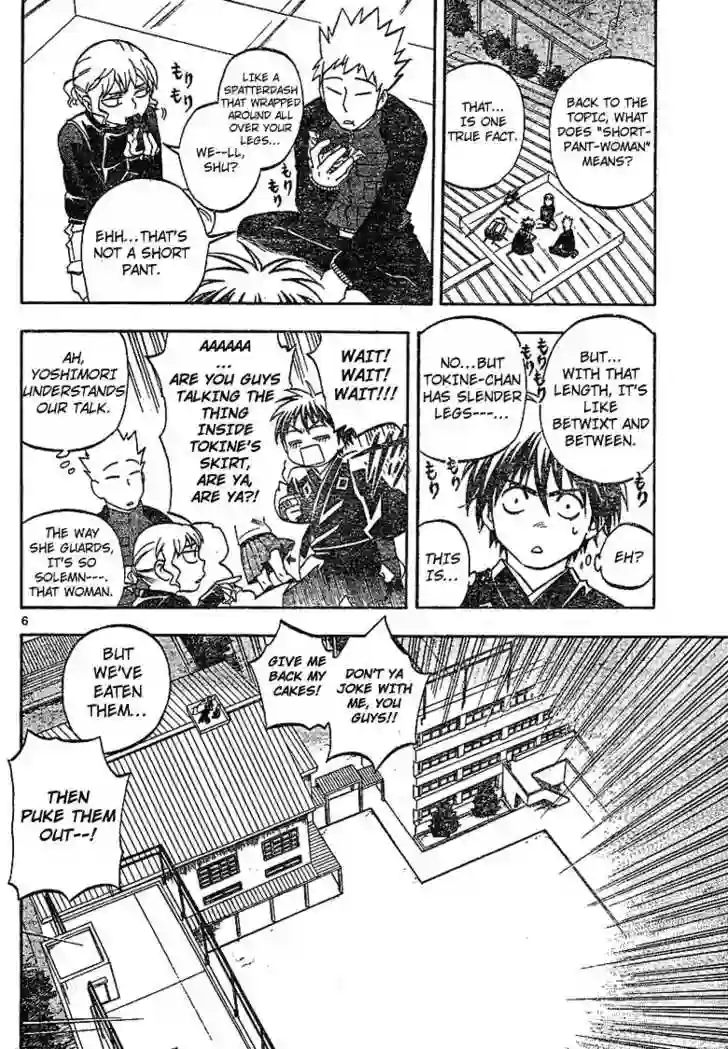 BACK TO THE
TOPIC, WHAT
DOES "SHORT-
PANT-WOMAN"
MEANS?
THAT...
IS ONE
TRUE FACT.
LIKE A
SPATTERDASH
THAT WRAPPED
AROUND ALL
OVER YOUR
LEGS...
WE--LL,
SHU?
もりもり
もりもり
EHH...THAT'S
NOT A SHORT
PANT.
BUT...
WITH THAT
LENGTH, IT'S
LIKE
BETWIXT AND
BETWEEN.
NO...BUT
TOKINE-CHAN
HAS SLENDER
LEGS---...
もりもり
もり
もり
EH?
THIS
IS...
WAIT!
WAIT!
WAIT!!!
AAAAAA
...
ARE YOU GUYS
TALKING THE
THING
INSIDE
TOKINE'S
SKIRT,
ARE YA,
ARE YA?!
AH,
YOSHIMORI
UNDERSTANDS
OUR TALK.
THE WAY
SHE GUARDS,
IT'S SO
SOLEMN---.
THAT WOMAN.
6
DON'T YA
JOKE WITH
ME, YOU
GUYS!!
GIVE ME
BACK MY
CAKES!
BUT
WE'VE
EATEN
THEM...
THEN
PUKE THEM
OUT--!